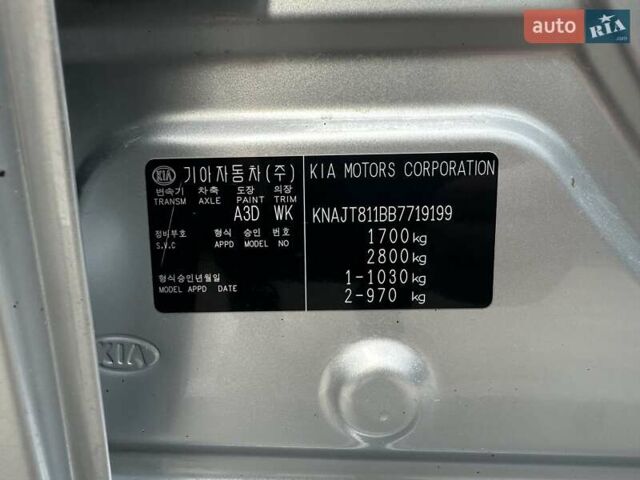 auto RIA.com
KIA 기아자동차(주)
변속기 차축 도장 의장
TRANSM AXLE PAINT TRIM
A3D WK
정비부호 형식 승인 번호
S.V.C APPD MODEL NO
형식승인년월일
MODEL APPD DATE
KIA MOTORS CORPORATION
KNAJT811BB7719199
1700kg
2800kg
1-1030kg
2-970 kg
KIA